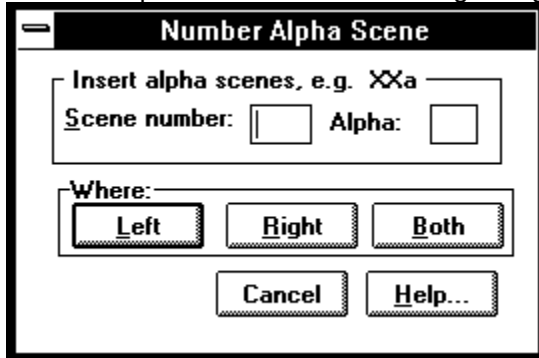 Number Alpha Scene
Insert alpha scenes, e.g. XXa
Scene number: Alpha:
Where:
Left Right Both
Cancel Help...